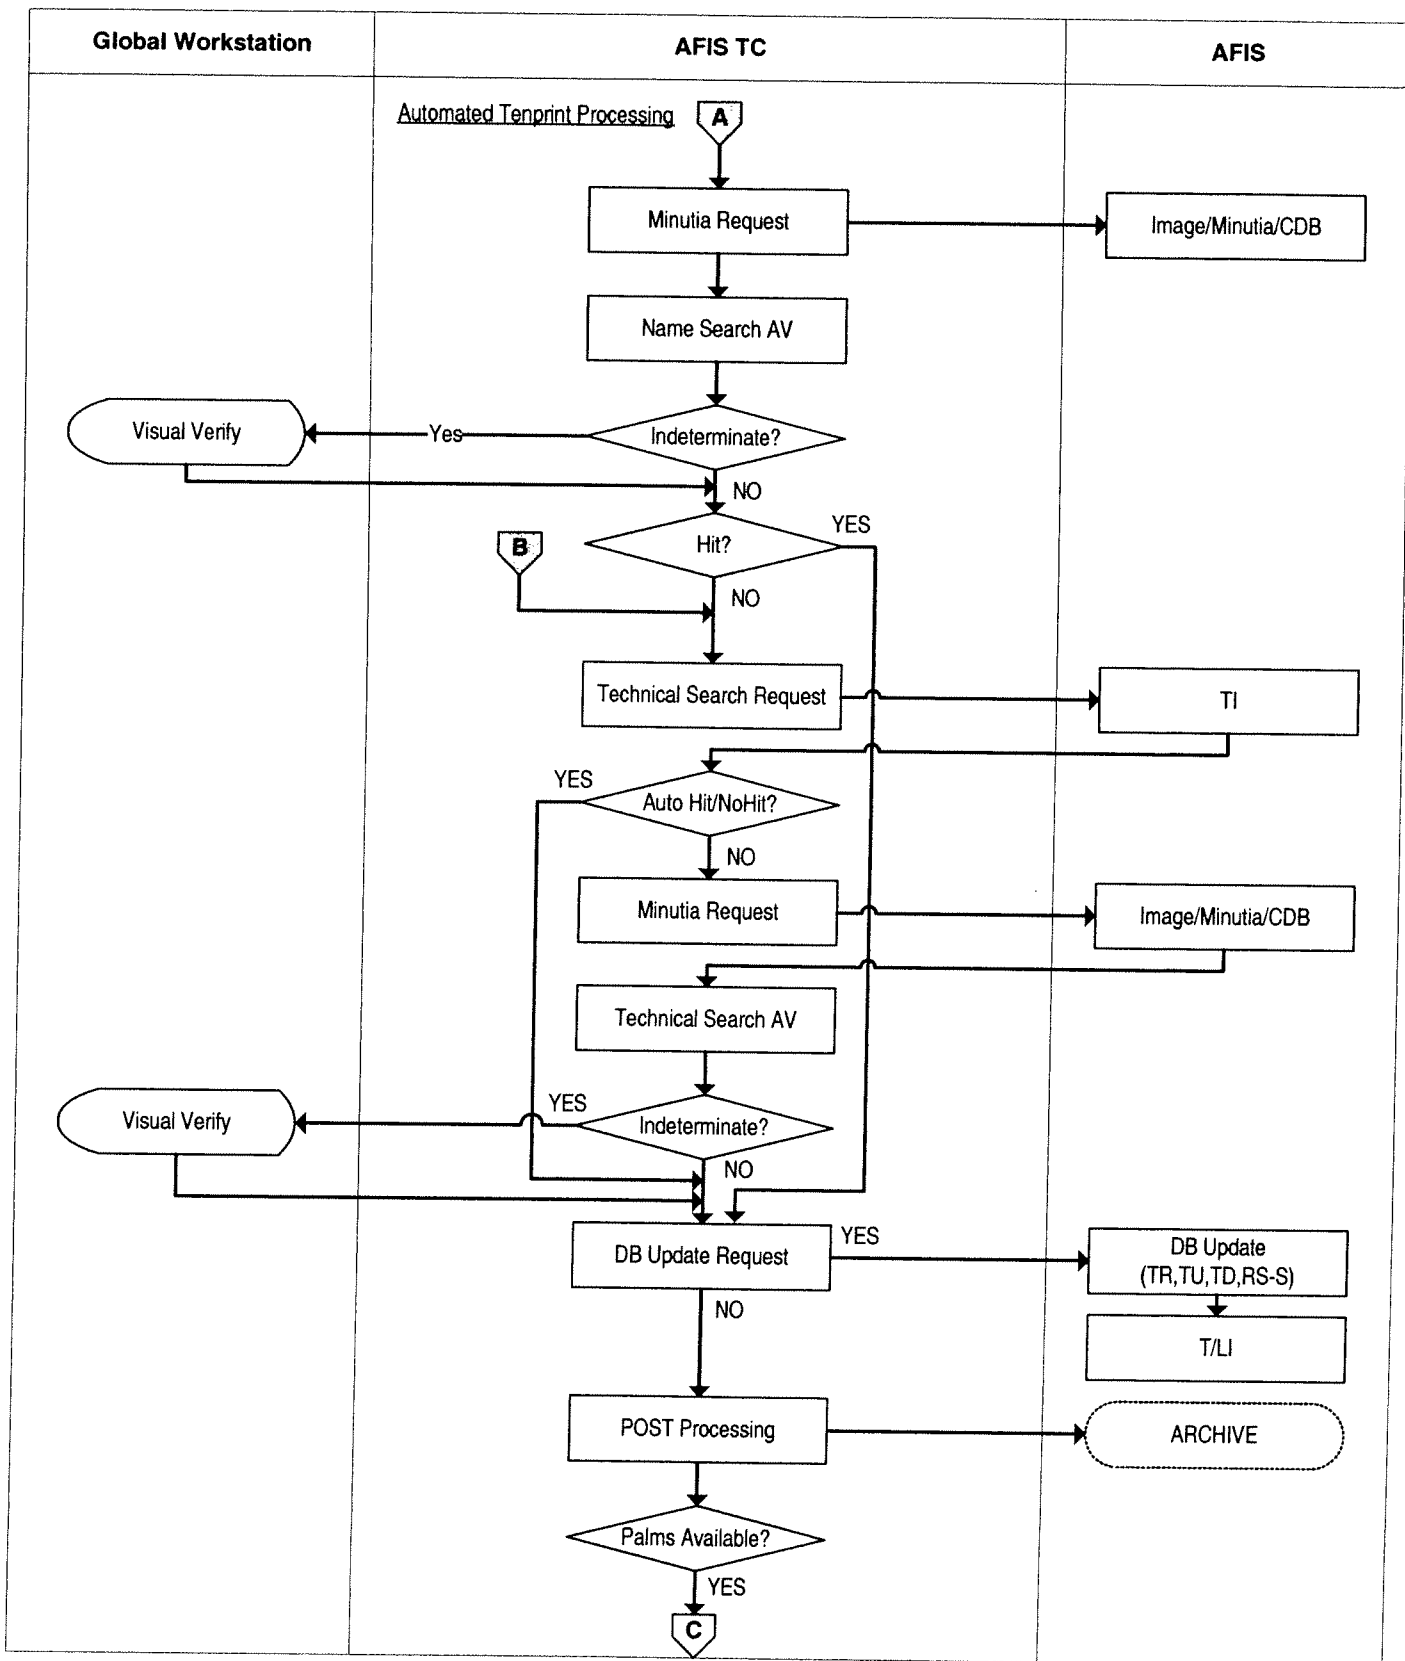 Global Workstation
AFIS TC
AFIS
Automated Tenprint Processing
A
Minutia Request
Image/Minutia/CDB
Name Search AV
Visual Verify
Yes
Indeterminate?
NO
Hit?
YES
B
NO
Technical Search Request
TI
YES
Auto Hit/NoHit?
NO
Minutia Request
Image/Minutia/CDB
Technical Search AV
Visual Verify
YES
Indeterminate?
NO
DB Update Request
YES
DB Update
(TR,TU,TD,RS-S)
NO
T/LI
POST Processing
ARCHIVE
Palms Available?
YES
C